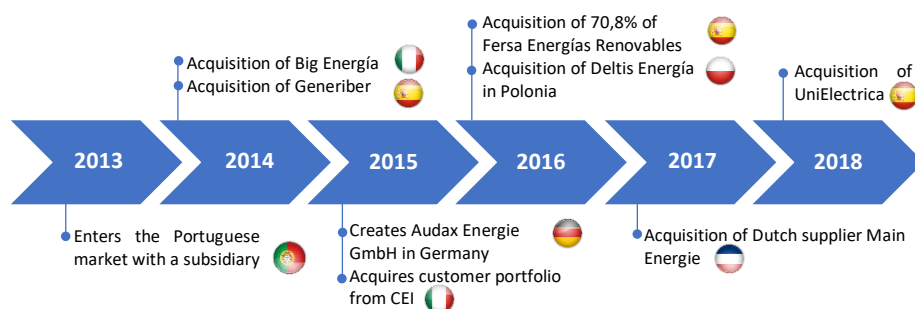 Acquisition of 70,8% of
Fersa Energías Renovables
Acquisition of Deltis Energía
in Polonia
Acquisition of Big Energía
Acquisition of Generiber
Acquisition of
UniElectrica
2013
2014
2015
2016
2017
2018
Enters the Portuguese
market with a subsidiary
Creates Audax Energie
GmbH in Germany
Acquires customer portfolio
from CEI
Acquisition of Dutch supplier Main
Energie